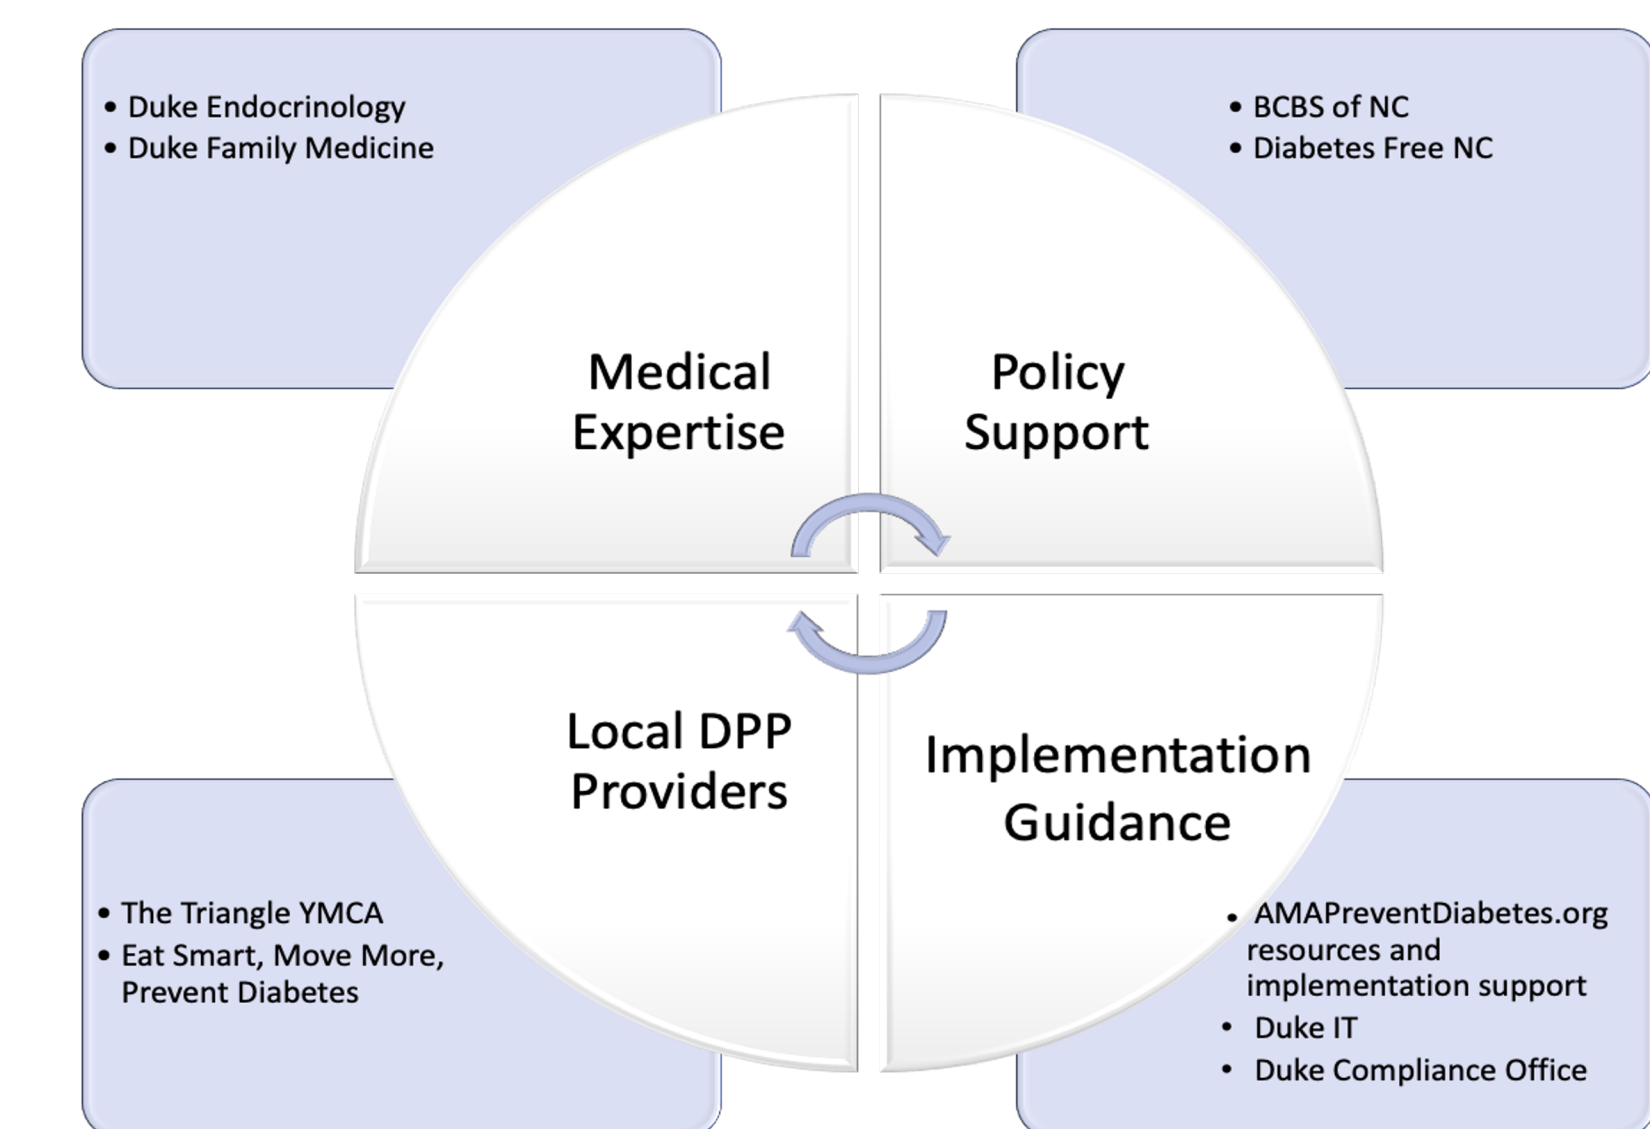 • Duke Endocrinology
• Duke Family Medicine
• BCBS of NC
• Diabetes Free NC
Medical
Expertise
Policy
Support
Local DPP
Providers
Implementation
Guidance
• The Triangle YMCA
• Eat Smart, Move More,
Prevent Diabetes
• AMAPreventDiabetes.org
resources and
implementation support
• Duke IT
• Duke Compliance Office